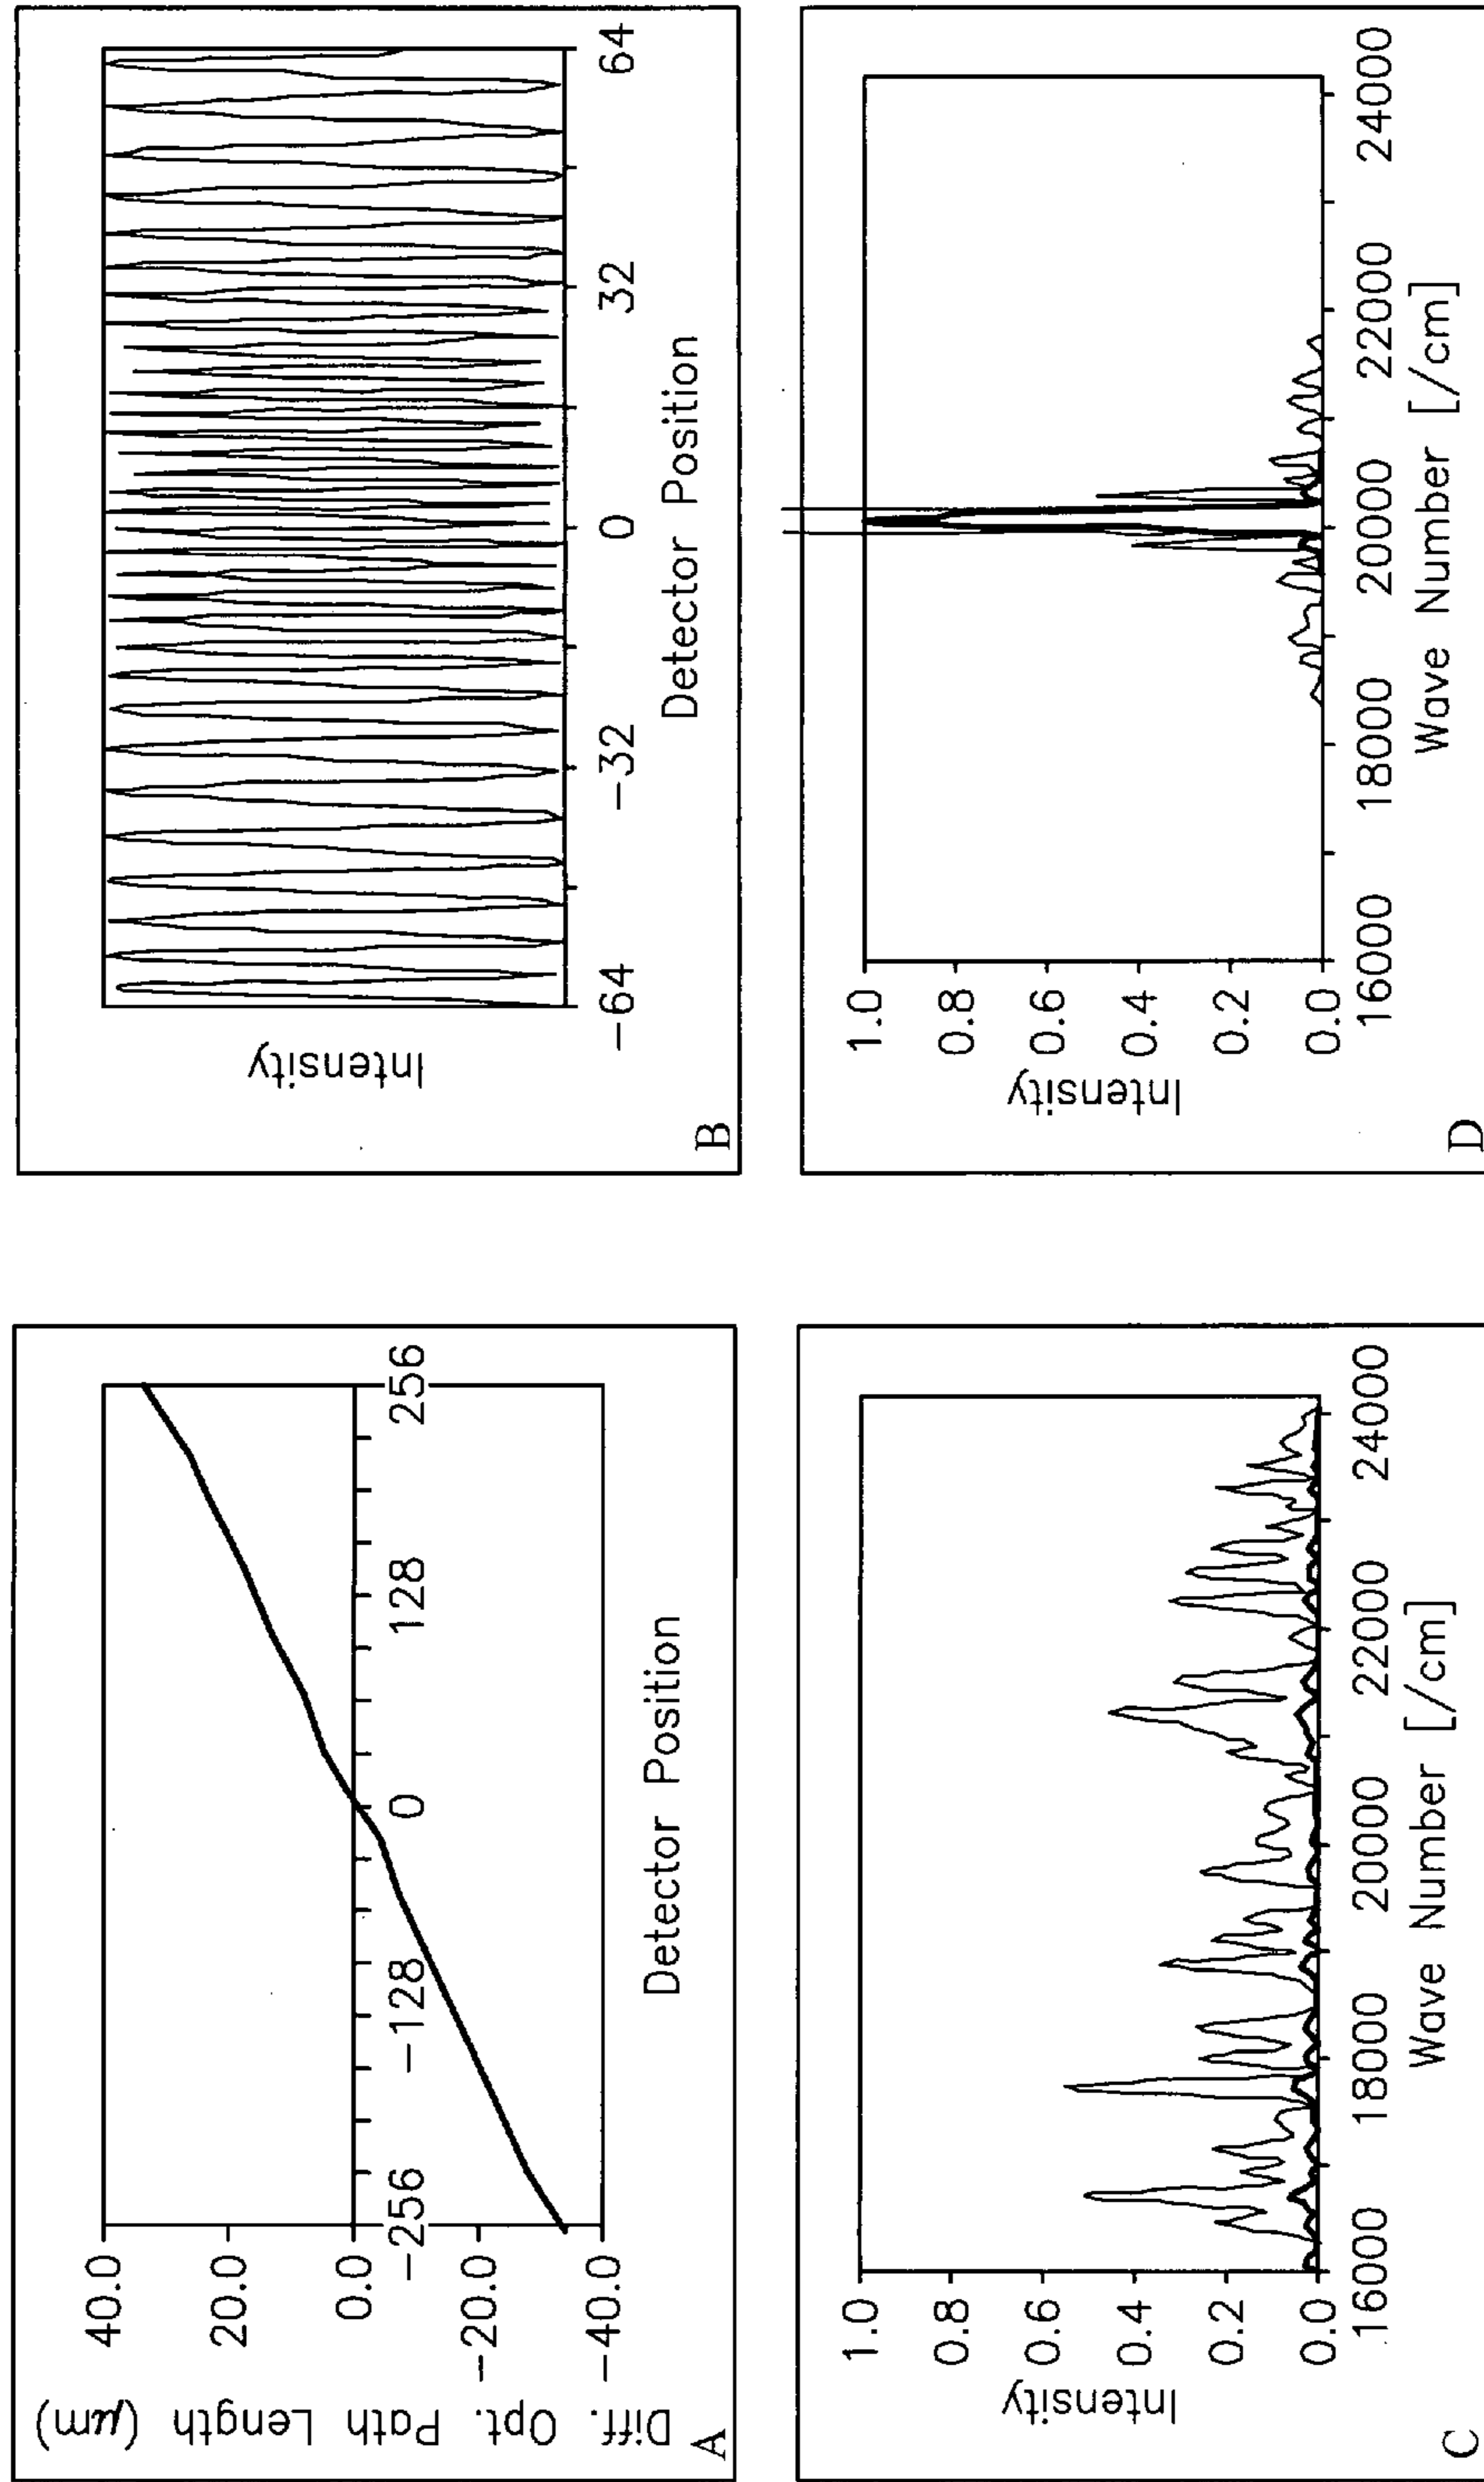 Diff. Opt. Path Length (μm)
40.0
20.0
0.0
−20.0
−40.0
−256 −128 0 128 256
Detector Position
A
Intensity
−64 −32 0 32 64
Detector Position
B
Intensity
1.0
0.8
0.6
0.4
0.2
0.0
16000 18000 20000 22000 24000
Wave Number [/cm]
C
Intensity
1.0
0.8
0.6
0.4
0.2
0.0
16000 18000 20000 22000 24000
Wave Number [/cm]
D